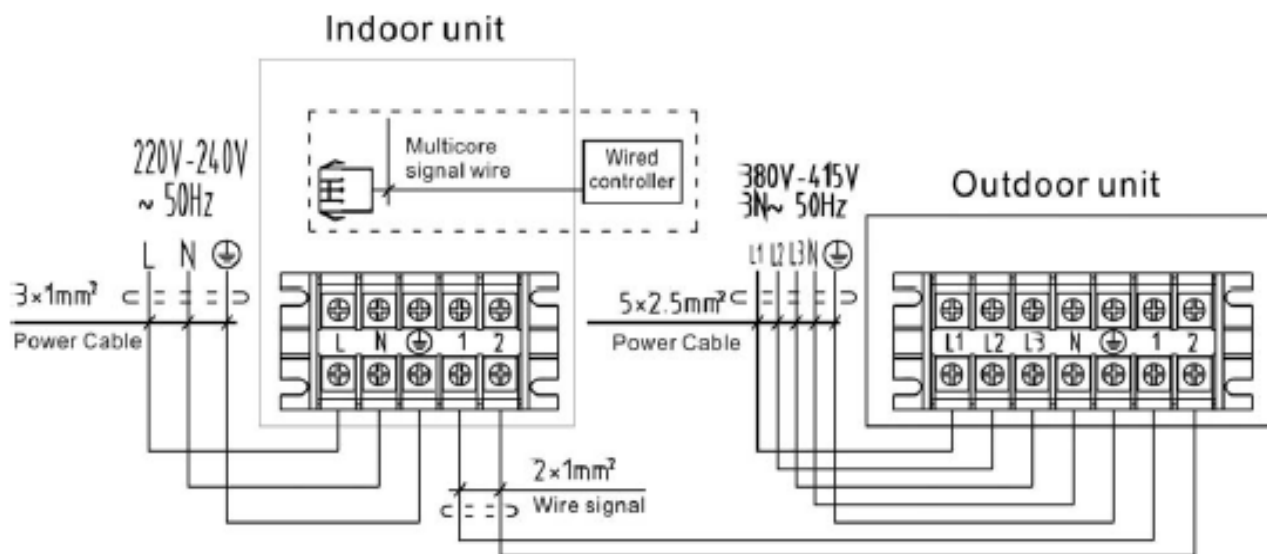 Indoor unit
Multicore
signal wire
Wired
controller
220V-240V
~ 50Hz
L N
3×1mm²
Power Cable
L N 1 2
2×1mm²
Wire signal
380V-415V
3N~ 50Hz
L1 L2 L3 N
5×2.5mm²
Power Cable
Outdoor unit
L1 L2 L3 N 1 2